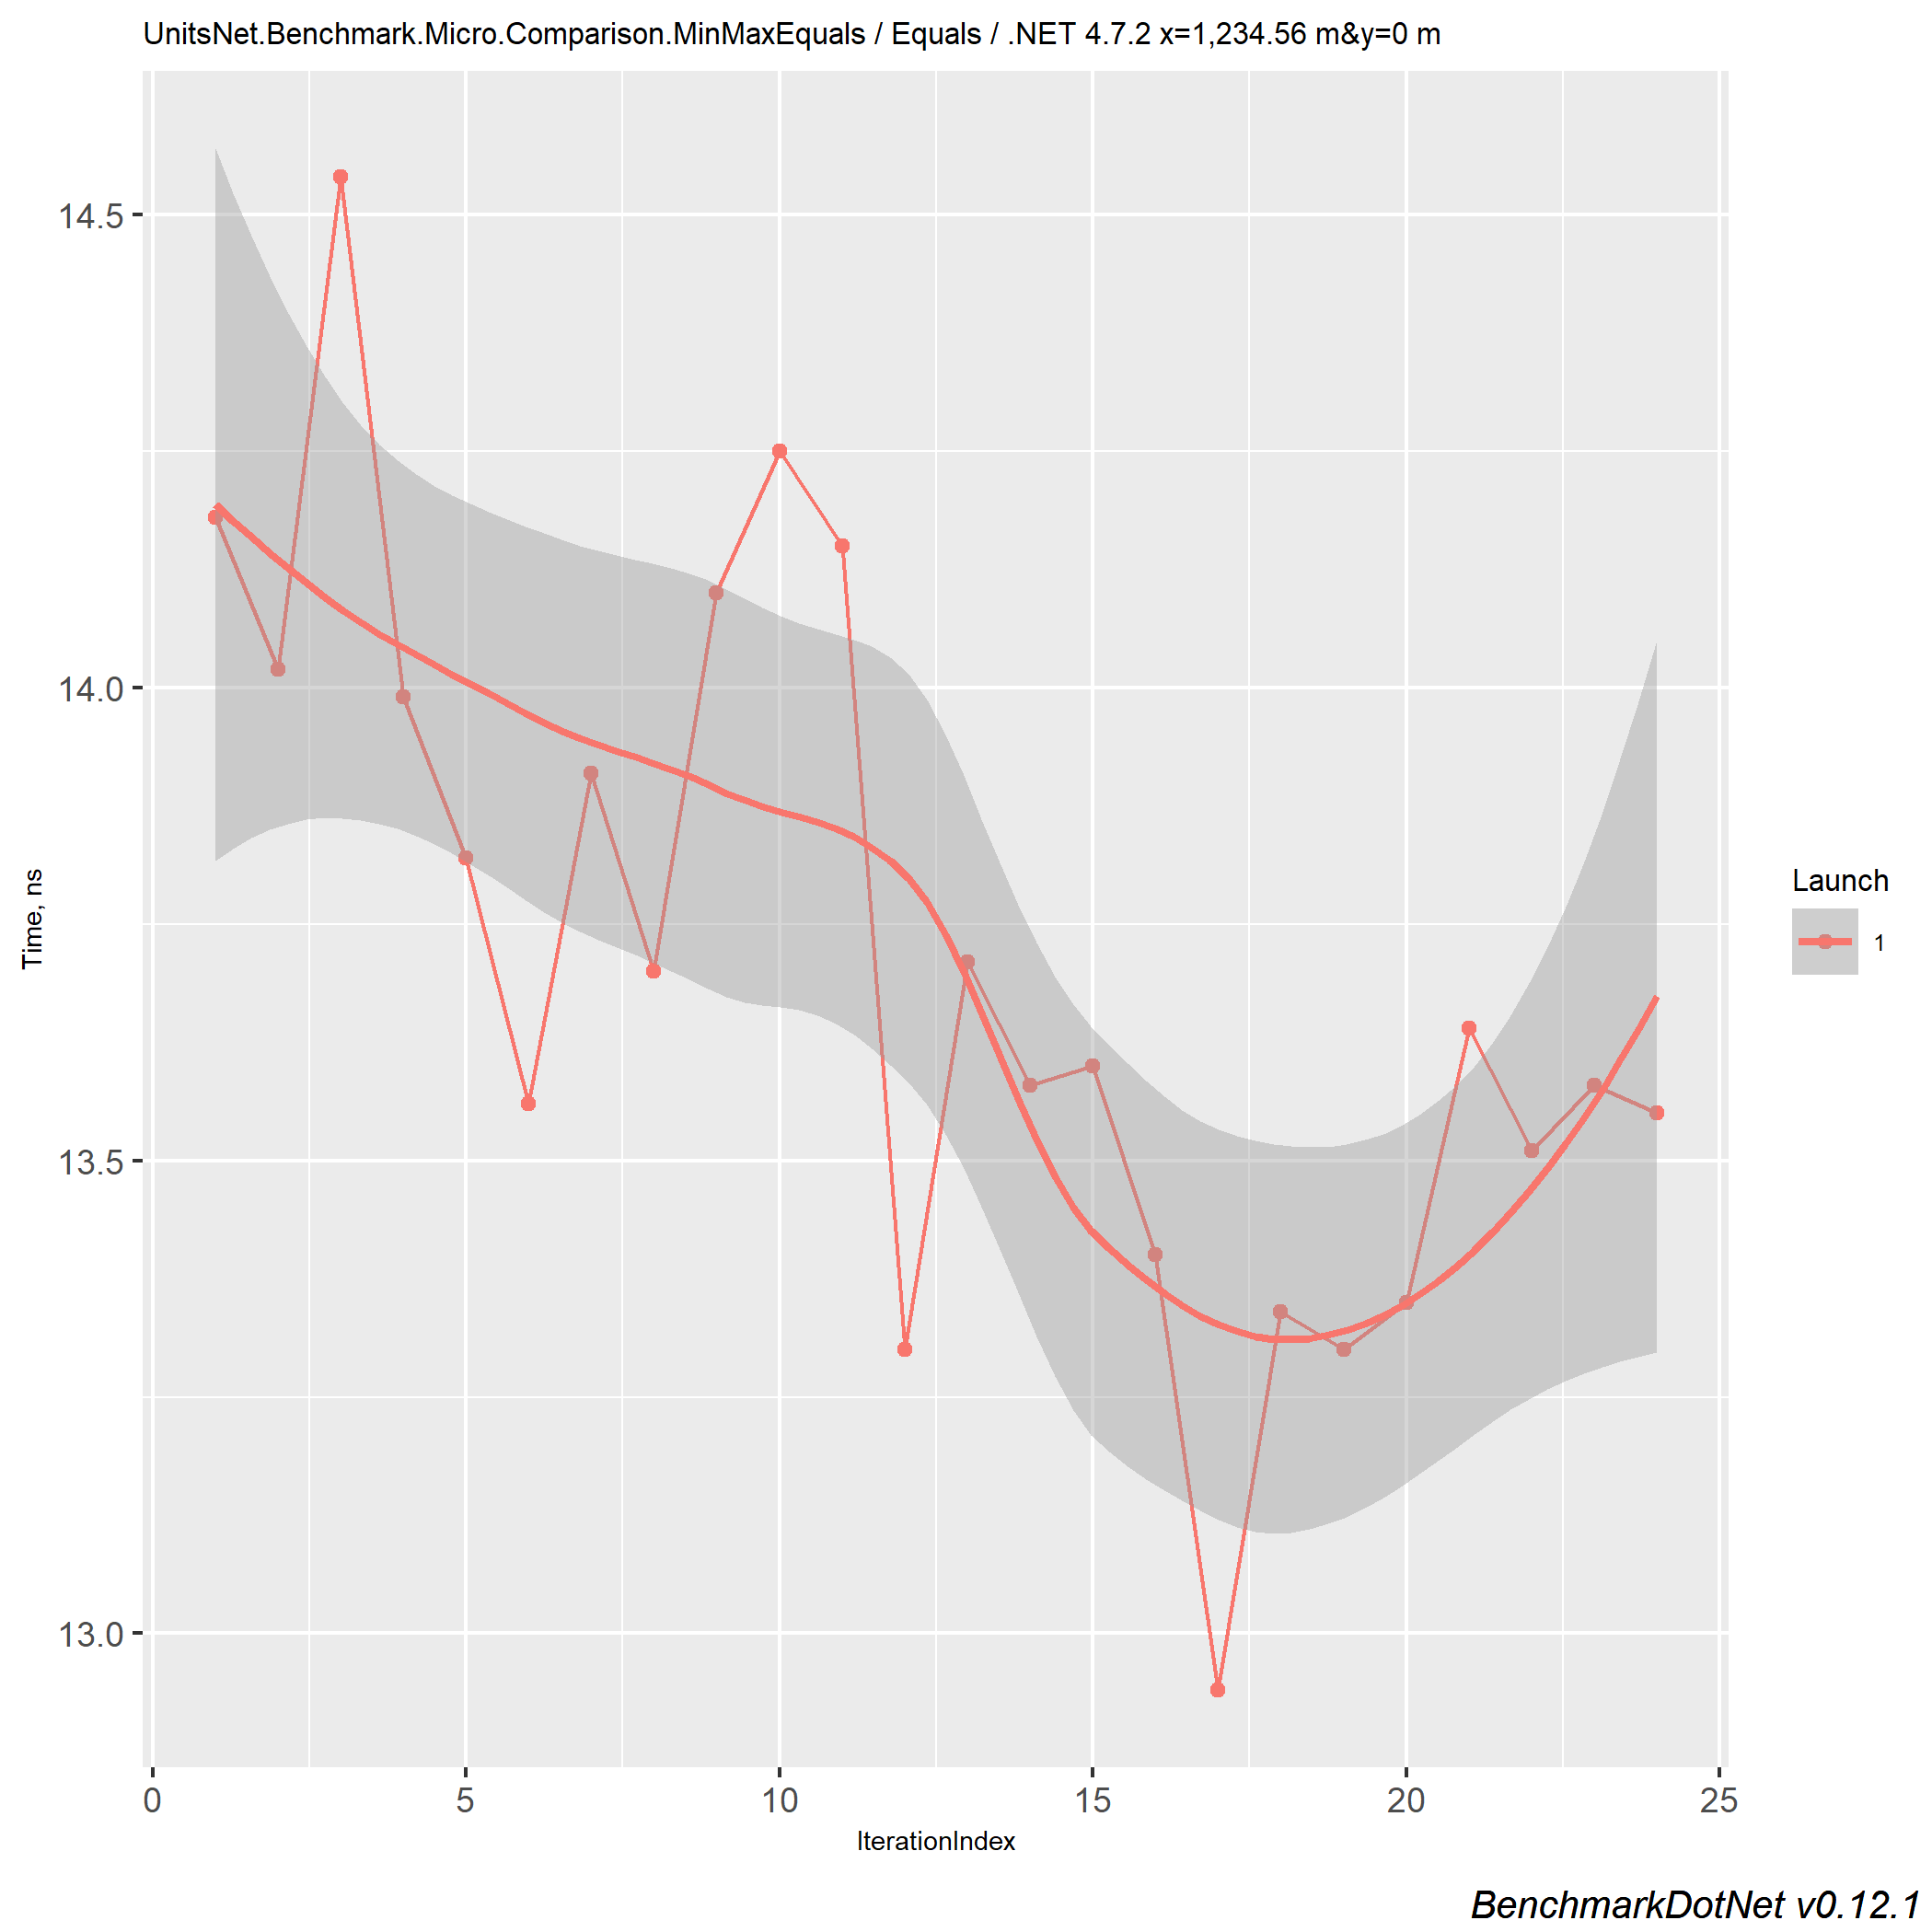 UnitsNet.Benchmark.Micro.Comparison.MinMaxEquals / Equals / .NET 4.7.2 x=1,234.56 m&y=0 m
14.5
14.0
13.5
13.0
Time, ns
0 5 10 15 20 25
IterationIndex
Launch
1
BenchmarkDotNet v0.12.1